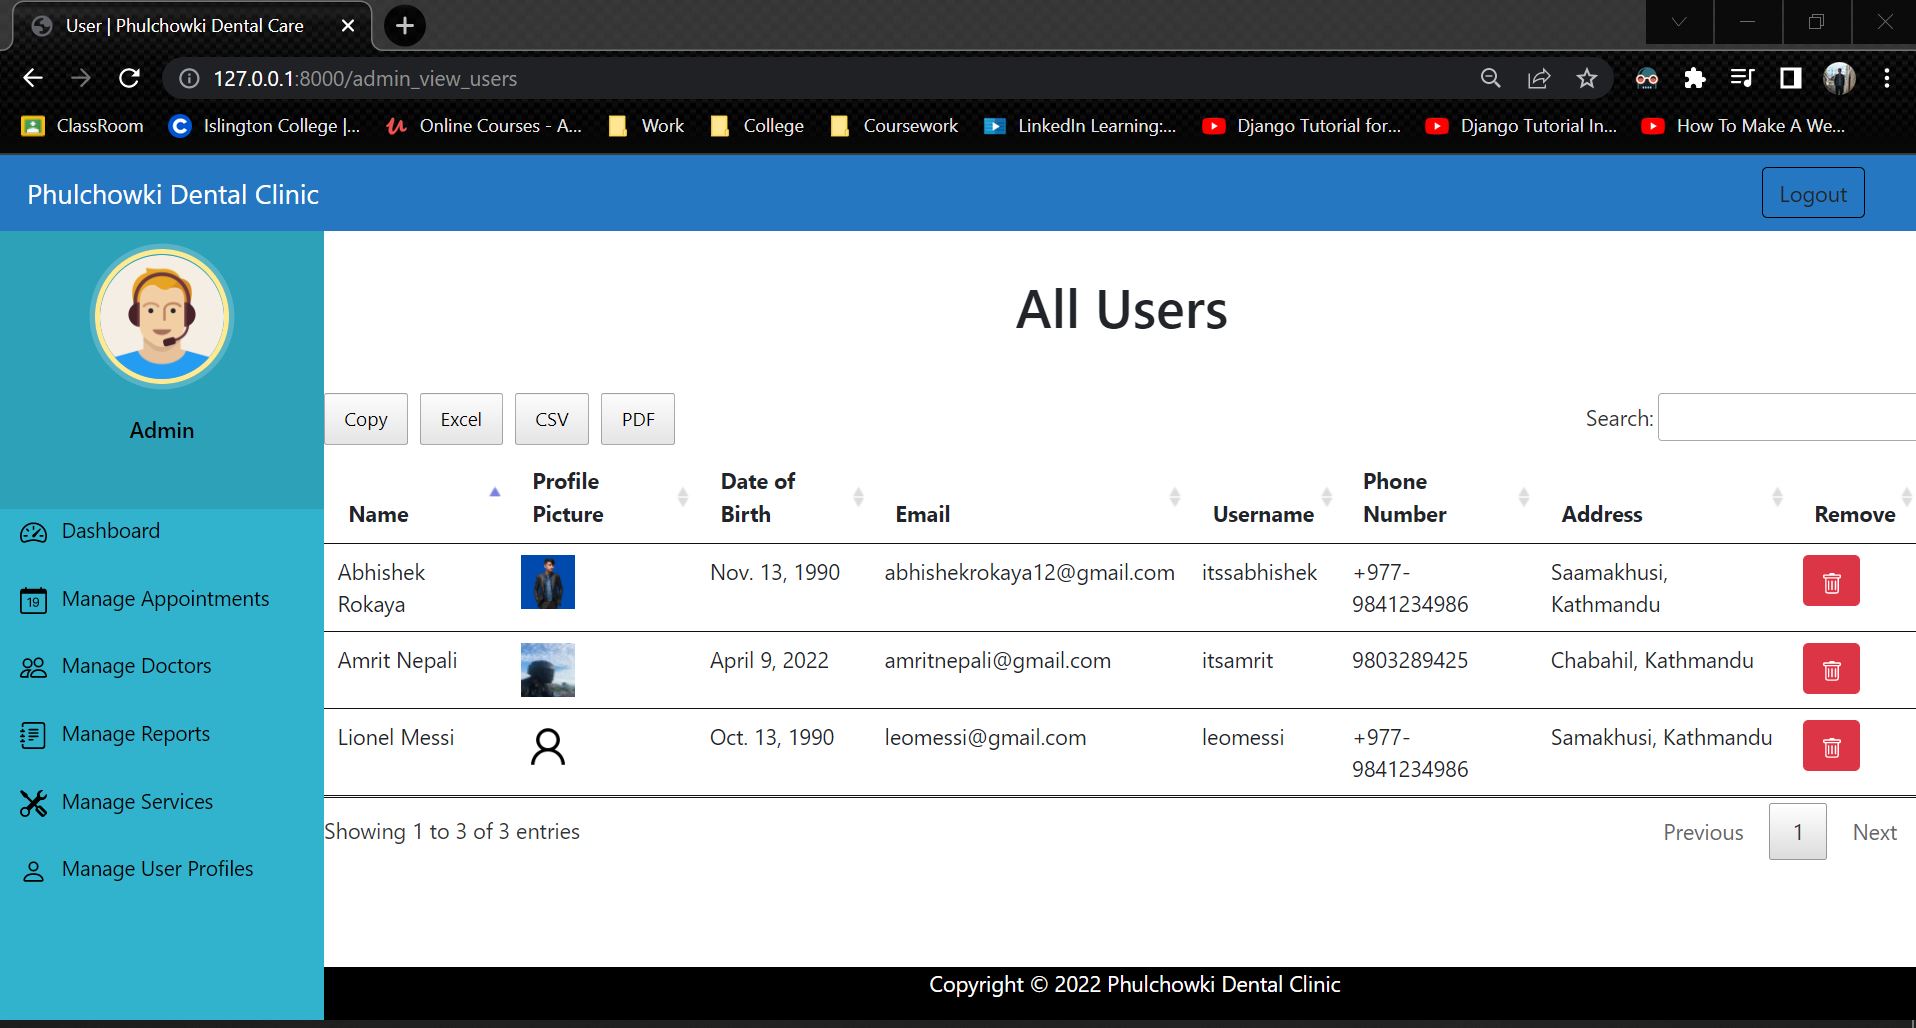 User | Phulchowki Dental Care
127.0.0.1:8000/admin_view_users
ClassRoom Islington College |... Online Courses - A... Work College Coursework LinkedIn Learning:... Django Tutorial for... Django Tutorial In... How To Make A We...
Phulchowki Dental Clinic Logout
Admin
Dashboard
19 Manage Appointments
Manage Doctors
Manage Reports
Manage Services
Manage User Profiles
All Users
Copy Excel CSV PDF Search:
Name Profile Picture Date of Birth Email Username Phone Number Address Remove
Abhishek Rokaya Nov. 13, 1990 abhishekrokaya12@gmail.com itssabhishek +977-9841234986 Saamakhusi, Kathmandu
Amrit Nepali April 9, 2022 amritnepali@gmail.com itsamrit 9803289425 Chabahil, Kathmandu
Lionel Messi Oct. 13, 1990 leomessi@gmail.com leomessi +977-9841234986 Samakhusi, Kathmandu
Showing 1 to 3 of 3 entries Previous 1 Next
Copyright © 2022 Phulchowki Dental Clinic